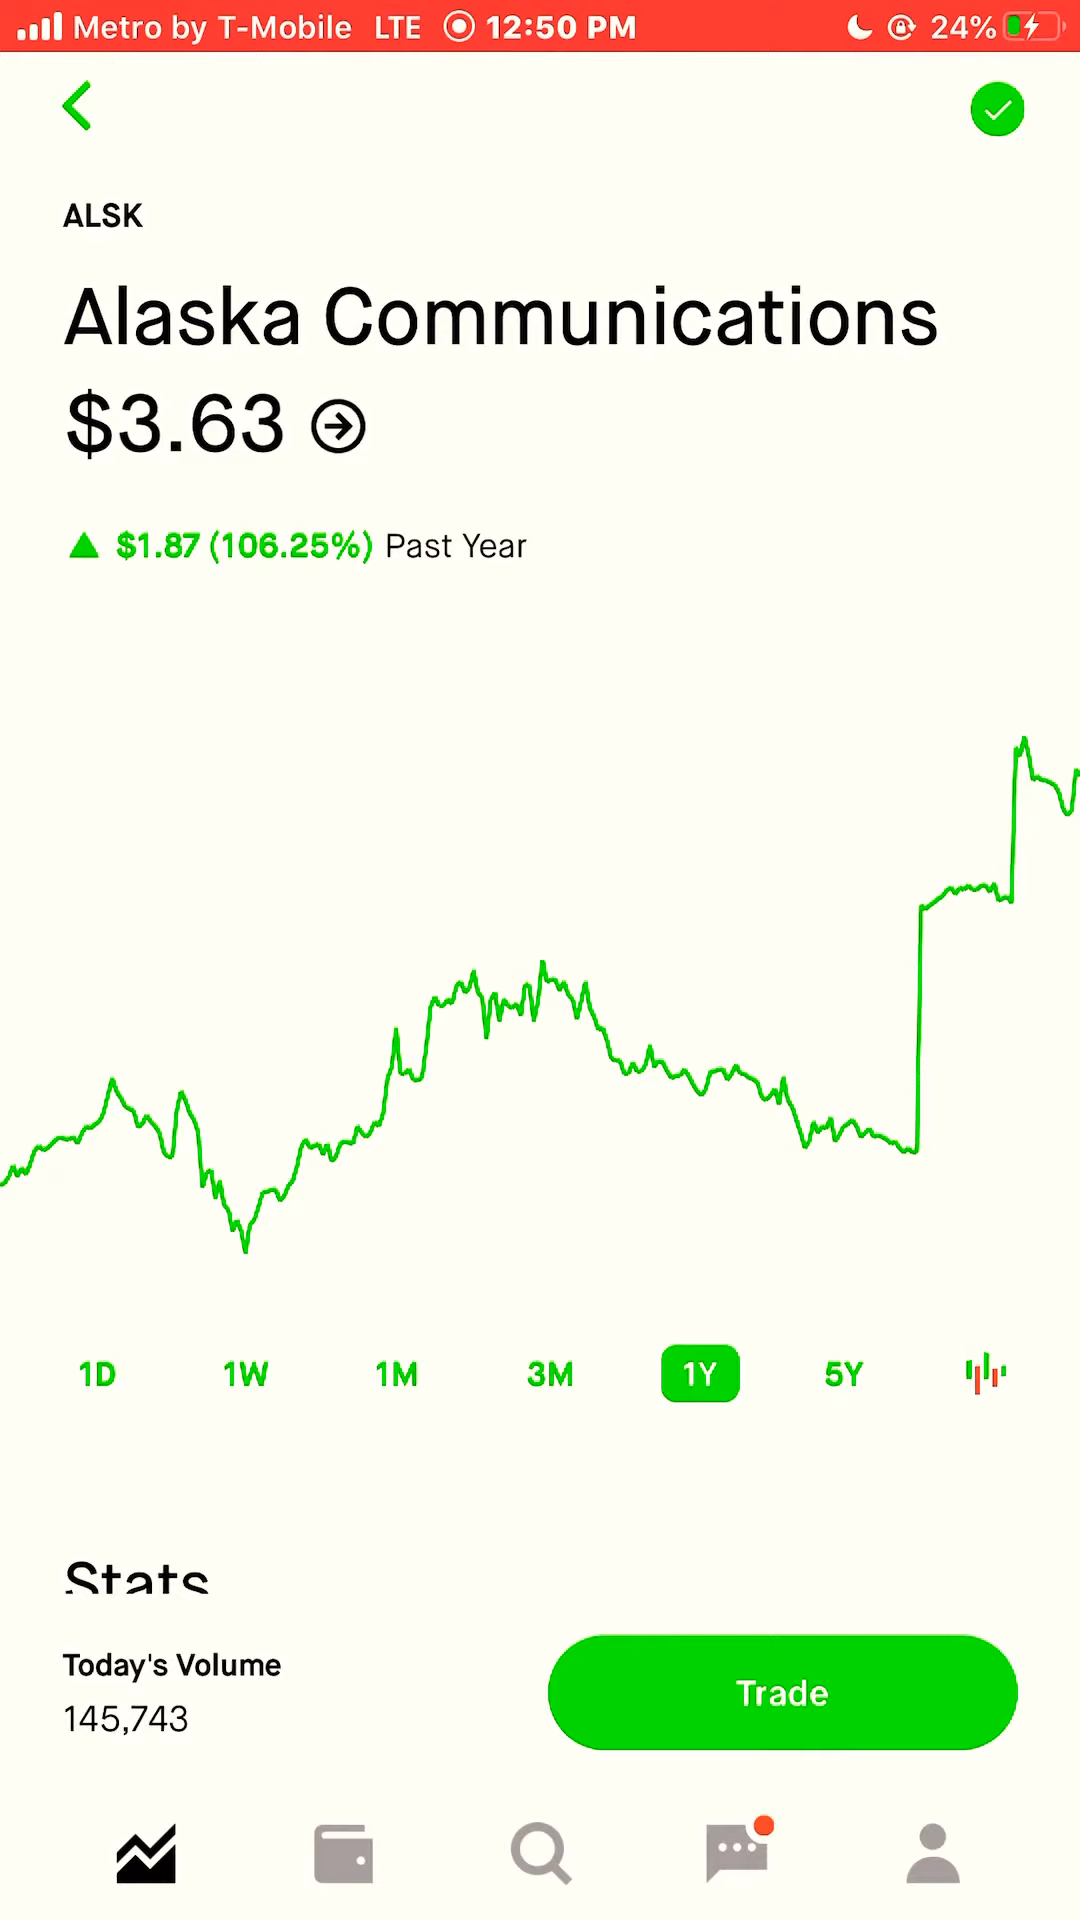 Metro by T-Mobile LTE 12:50 PM 24%
ALSK
Alaska Communications
$3.63
$1.87 (106.25%) Past Year
1D 1W 1M 3M 1Y 5Y
Stats
Today's Volume
145,743
Trade